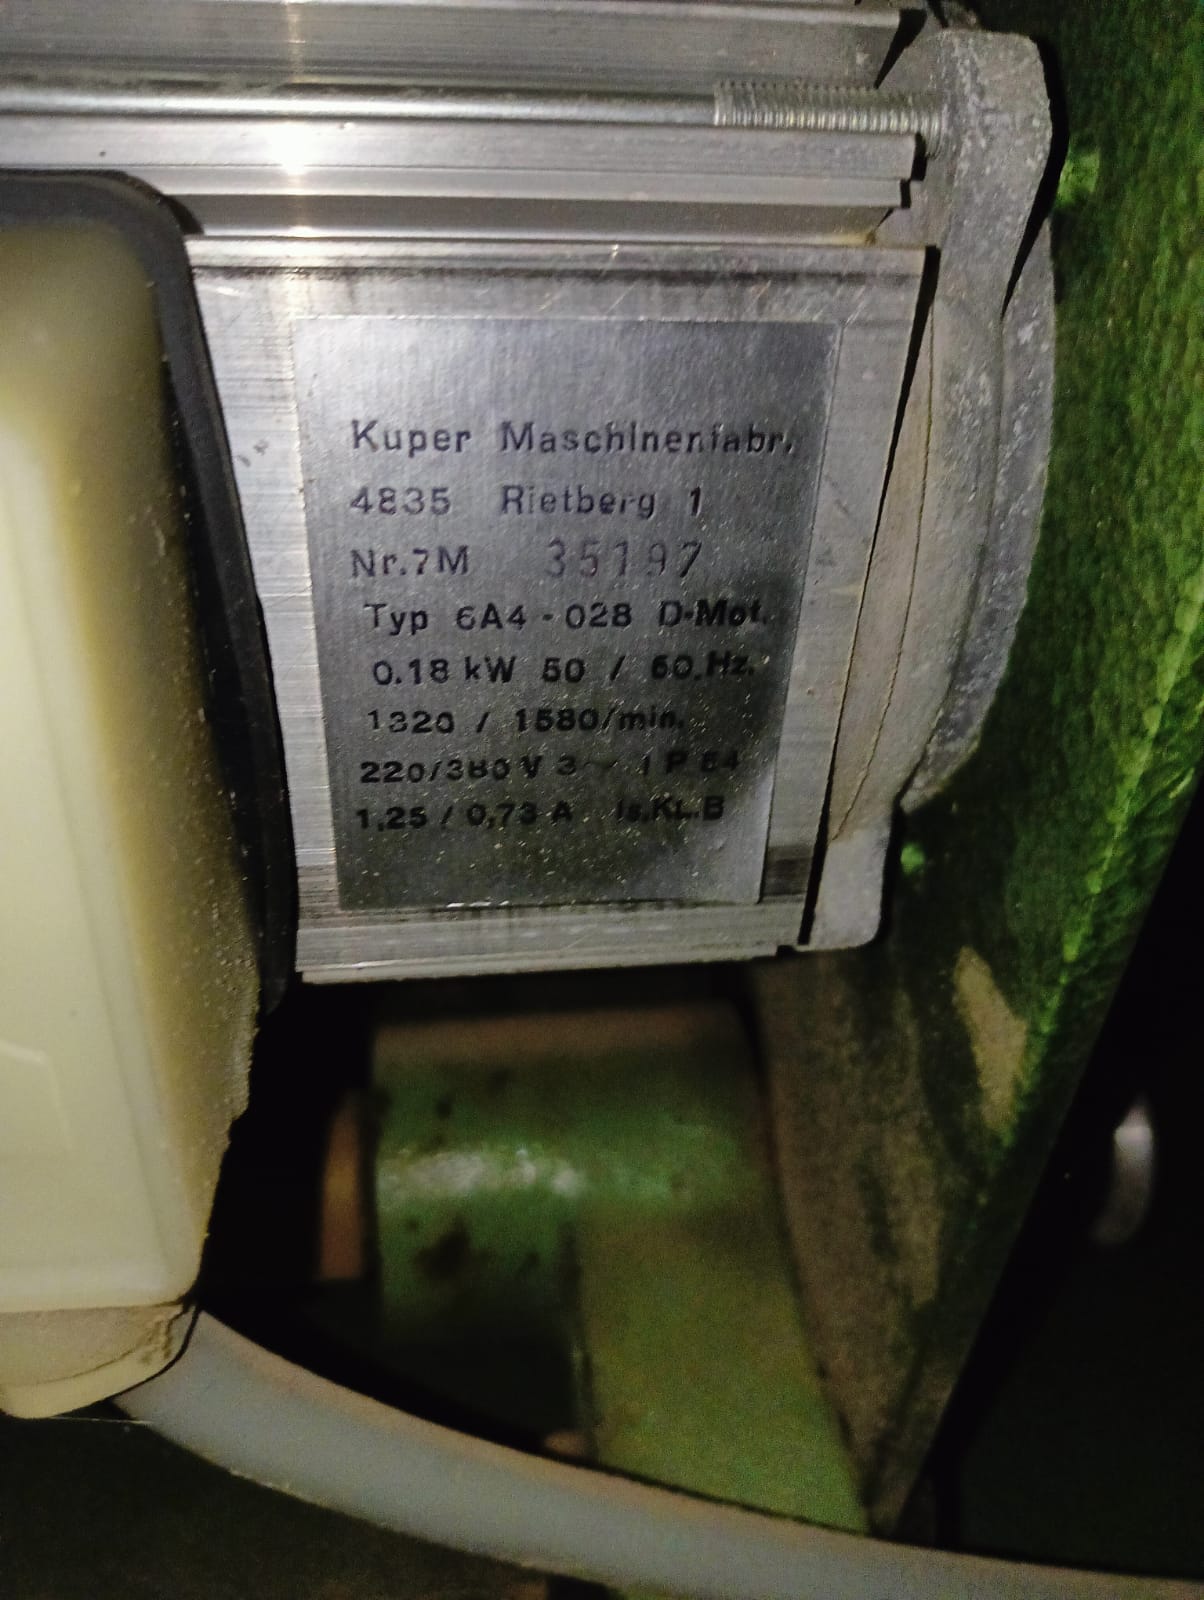 Kuper Maschinenfabr.
4835 Rietberg 1
Nr.7M 35197
Typ 6A4-028 D-Mot.
0.18 kW 50 / 60.Hz.
1320 / 1580/min.
220/380 V 3~ IP 54
1,25 / 0,73 A Is.KL.B